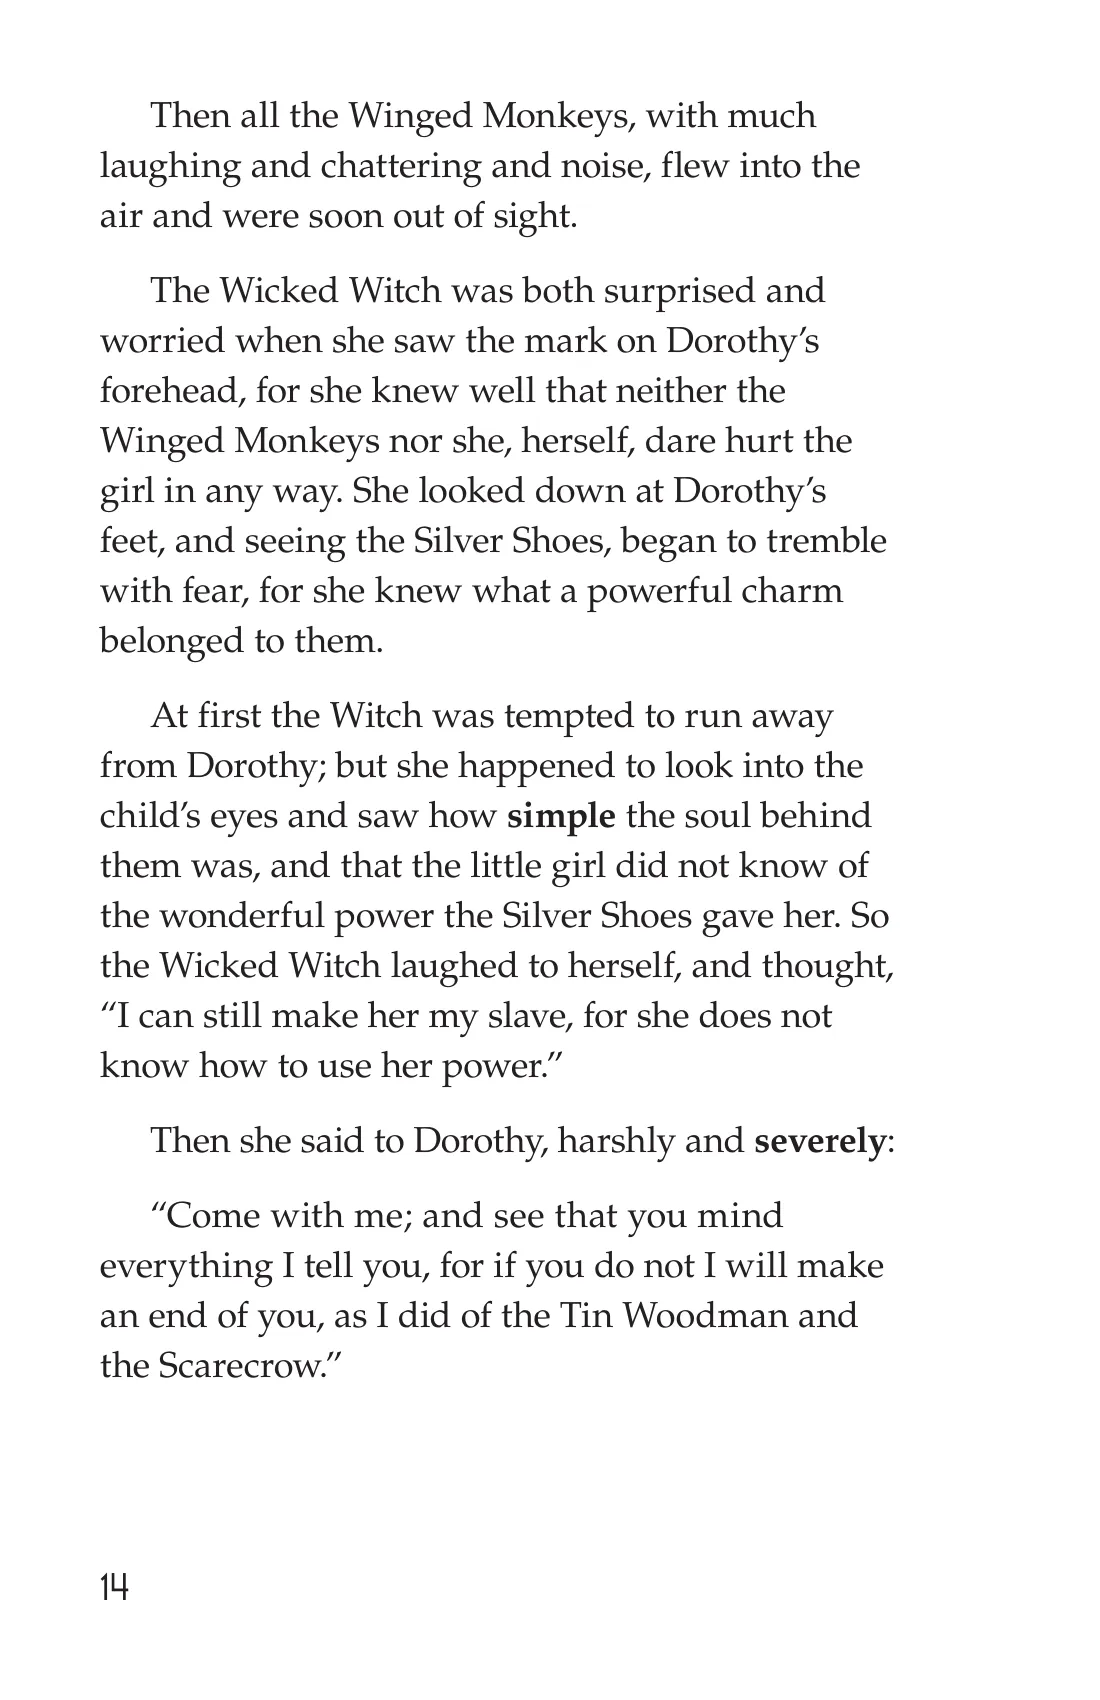 Then all the Winged Monkeys, with much
laughing and chattering and noise, flew into the
air and were soon out of sight.
The Wicked Witch was both surprised and
worried when she saw the mark on Dorothy’s
forehead, for she knew well that neither the
Winged Monkeys nor she, herself, dare hurt the
girl in any way. She looked down at Dorothy’s
feet, and seeing the Silver Shoes, began to tremble
with fear, for she knew what a powerful charm
belonged to them.
At first the Witch was tempted to run away
from Dorothy; but she happened to look into the
child’s eyes and saw how simple the soul behind
them was, and that the little girl did not know of
the wonderful power the Silver Shoes gave her. So
the Wicked Witch laughed to herself, and thought,
“I can still make her my slave, for she does not
know how to use her power.”
Then she said to Dorothy, harshly and severely:
“Come with me; and see that you mind
everything I tell you, for if you do not I will make
an end of you, as I did of the Tin Woodman and
the Scarecrow.”
14